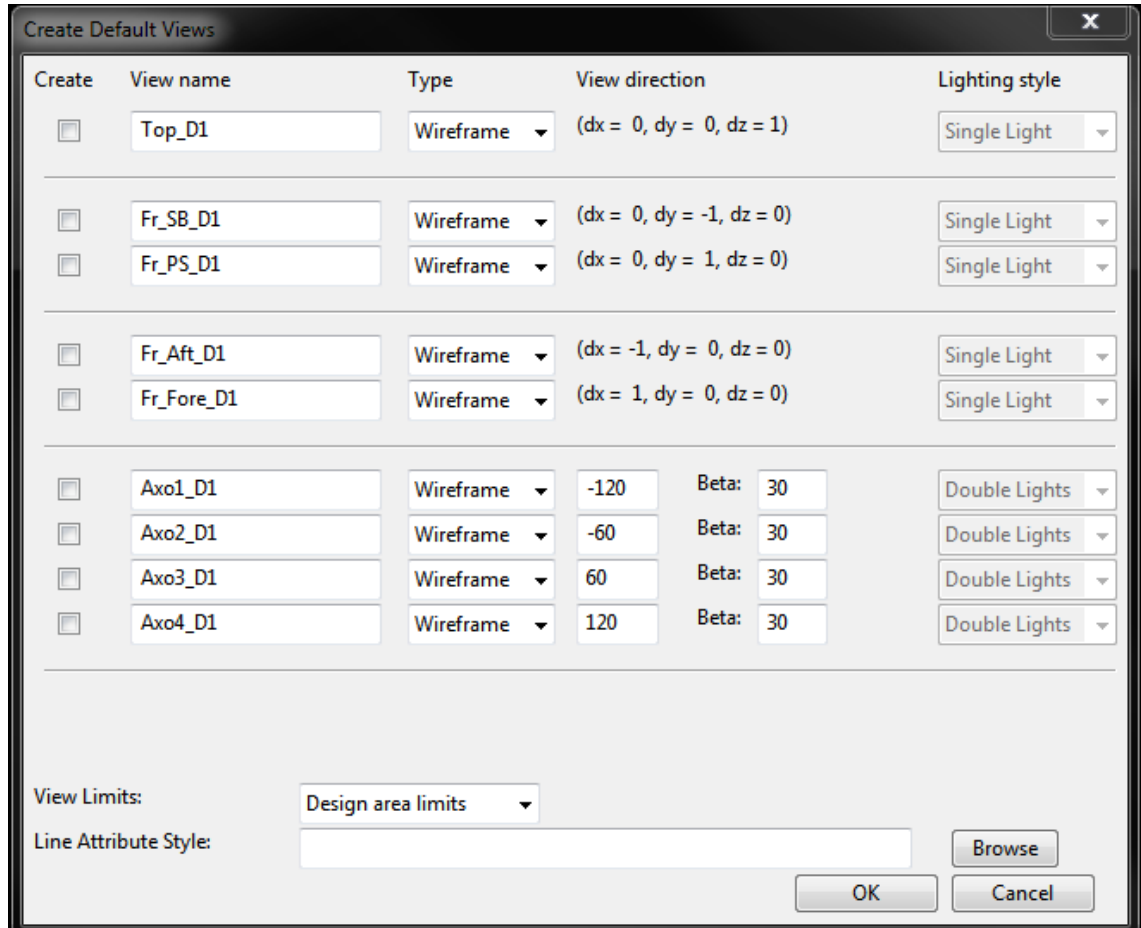 Create Default Views x
Create View name Type View direction Lighting style
Top_D1 Wireframe (dx = 0, dy = 0, dz = 1) Single Light
Fr_SB_D1 Wireframe (dx = 0, dy = -1, dz = 0) Single Light
Fr_PS_D1 Wireframe (dx = 0, dy = 1, dz = 0) Single Light
Fr_Aft_D1 Wireframe (dx = -1, dy = 0, dz = 0) Single Light
Fr_Fore_D1 Wireframe (dx = 1, dy = 0, dz = 0) Single Light
Axo1_D1 Wireframe -120 Beta: 30 Double Lights
Axo2_D1 Wireframe -60 Beta: 30 Double Lights
Axo3_D1 Wireframe 60 Beta: 30 Double Lights
Axo4_D1 Wireframe 120 Beta: 30 Double Lights
View Limits: Design area limits
Line Attribute Style: Browse
OK Cancel